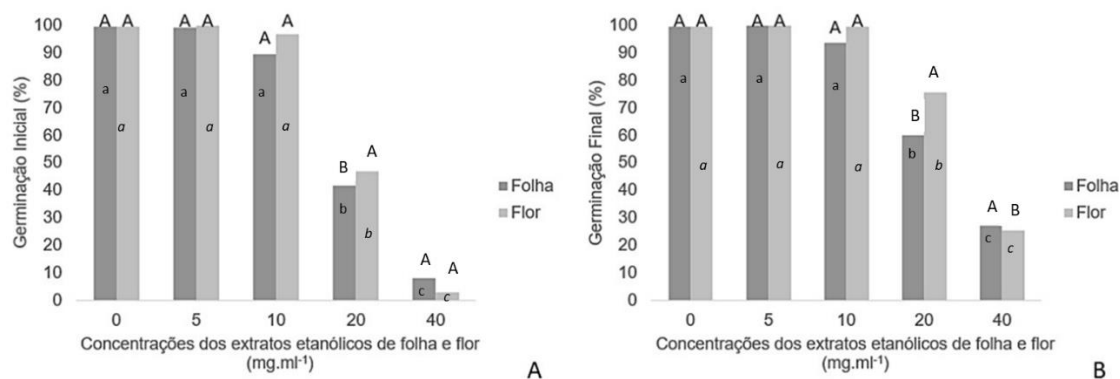 A A
A A
A
A
B
A
A
A
a
a
a
a
a
a
b
b
c
c
100
90
80
70
60
50
40
30
20
10
0
Germinação Inicial (%)
Folha
Flor
0 5 10 20 40
Concentrações dos extratos etanólicos de folha e flor
(mg.ml⁻¹)
A
A A
A A
A
A
B
A
A
B
a
a
a
a
a
a
b
b
c
c
100
90
80
70
60
50
40
30
20
10
0
Germinação Final (%)
Folha
Flor
0 5 10 20 40
Concentrações dos extratos etanólicos de folha e flor
(mg.ml⁻¹)
B